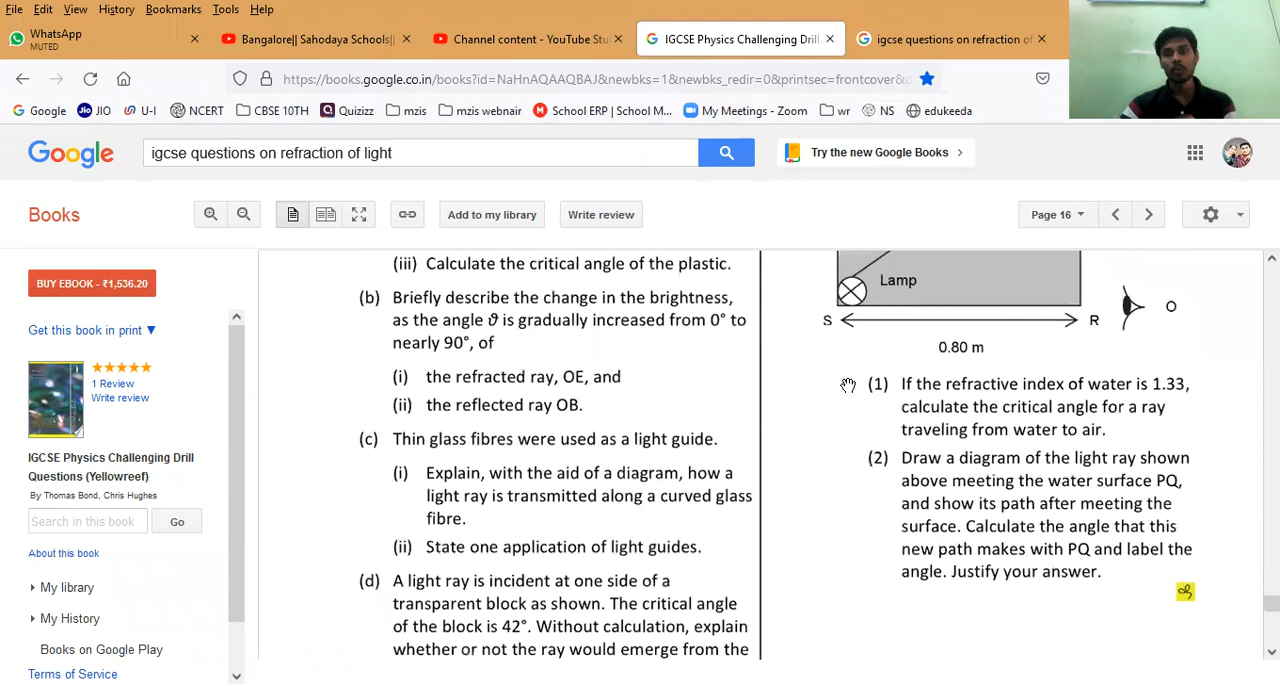 File Edit View History Bookmarks Tools Help
WhatsApp
MUTED
Bangalore|| Sahodaya Schools||
Channel content - YouTube Stu
IGCSE Physics Challenging Drill
igcse questions on refraction of
https://books.google.co.in/books?id=NaHnAQAAQBAJ&newbks=1&newbks_redir=0&printsec=frontcover&
Google JIO U-I NCERT CBSE 10TH Quizizz mzis mzis webnair School ERP | School M... My Meetings - Zoom wr NS edukeeda
Google
igcse questions on refraction of light
Try the new Google Books >
Books
Add to my library
Write review
Page 16
BUY EBOOK - ₹1,536.20
Get this book in print ▼
1 Review
Write review
IGCSE Physics Challenging Drill
Questions (Yellowreef)
By Thomas Bond, Chris Hughes
Search in this book
Go
About this book
My library
My History
Books on Google Play
Terms of Service
(iii) Calculate the critical angle of the plastic.
(b) Briefly describe the change in the brightness,
as the angle ϑ is gradually increased from 0° to
nearly 90°, of
(i) the refracted ray, OE, and
(ii) the reflected ray OB.
(c) Thin glass fibres were used as a light guide.
(i) Explain, with the aid of a diagram, how a
light ray is transmitted along a curved glass
fibre.
(ii) State one application of light guides.
(d) A light ray is incident at one side of a
transparent block as shown. The critical angle
of the block is 42°. Without calculation, explain
whether or not the ray would emerge from the
Lamp
S R O
0.80 m
(1) If the refractive index of water is 1.33,
calculate the critical angle for a ray
traveling from water to air.
(2) Draw a diagram of the light ray shown
above meeting the water surface PQ,
and show its path after meeting the
surface. Calculate the angle that this
new path makes with PQ and label the
angle. Justify your answer.